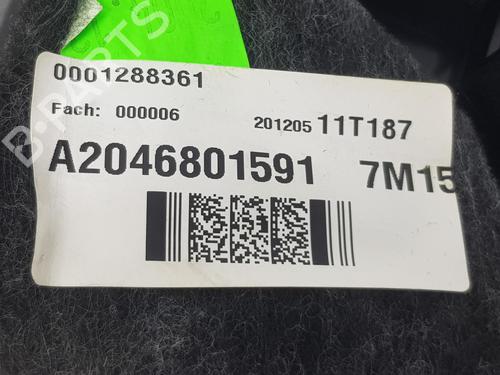 B-PARTS
0001288361
Fach: 000006
201205 11T187
A2046801591 7M15